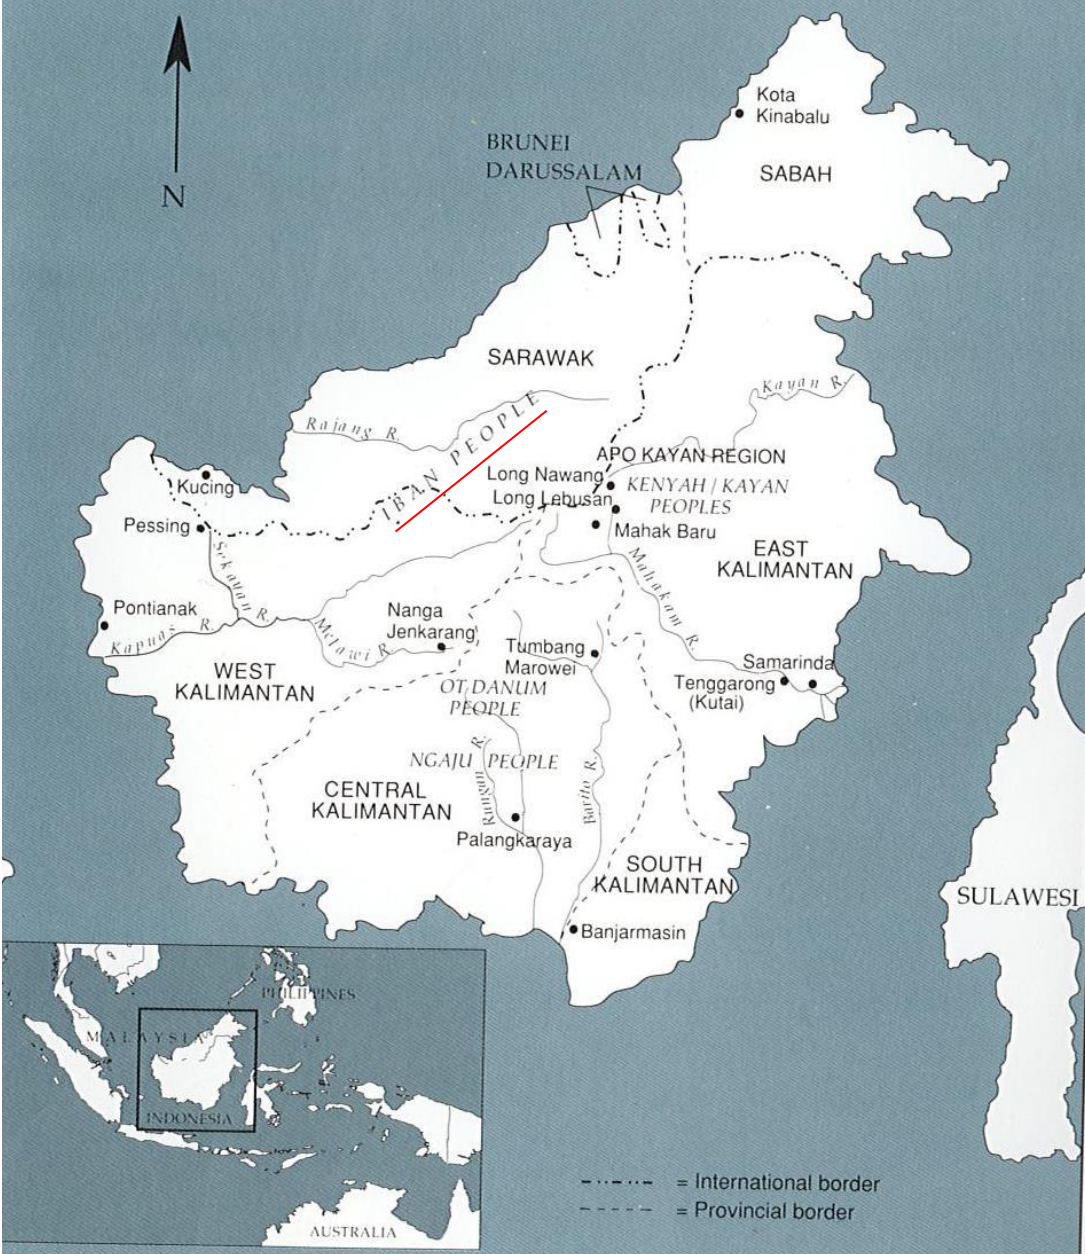 Kota
Kinabalu
BRUNEI
DARUSSALAM
SABAH
N
SARAWAK
Kayan R.
Rajang R.
IBAN PEOPLE
APO KAYAN REGION
Long Nawang
KENYAH / KAYAN
PEOPLES
Long Lebusan
Kucing
Mahak Baru
Pessing
EAST
KALIMANTAN
Sekayan R.
Mahakam R.
Pontianak
Kapuas R.
Nanga
Jenkarang
Melawi R.
Tumbang
Marowei
WEST
KALIMANTAN
Samarinda
Tenggarong
(Kutai)
OT DANUM
PEOPLE
NGAJU PEOPLE
Rungan R.
Barito R.
CENTRAL
KALIMANTAN
Palangkaraya
SOUTH
KALIMANTAN
SULAWESI
Banjarmasin
PHILIPPINES
MALAYSIA
INDONESIA
AUSTRALIA
= International border
= Provincial border